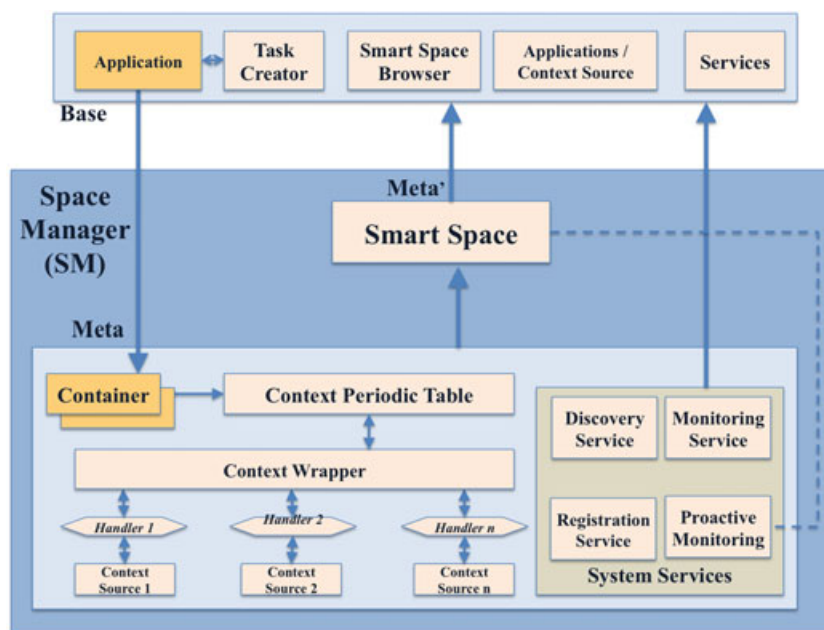 Application
Task
Creator
Smart Space
Browser
Applications /
Context Source
Services
Base
Space
Manager
(SM)
Meta’
Smart Space
Meta
Container
Context Periodic Table
Context Wrapper
Handler 1
Handler 2
Handler n
Context
Source 1
Context
Source 2
Context
Source n
Discovery
Service
Monitoring
Service
Registration
Service
Proactive
Monitoring
System Services